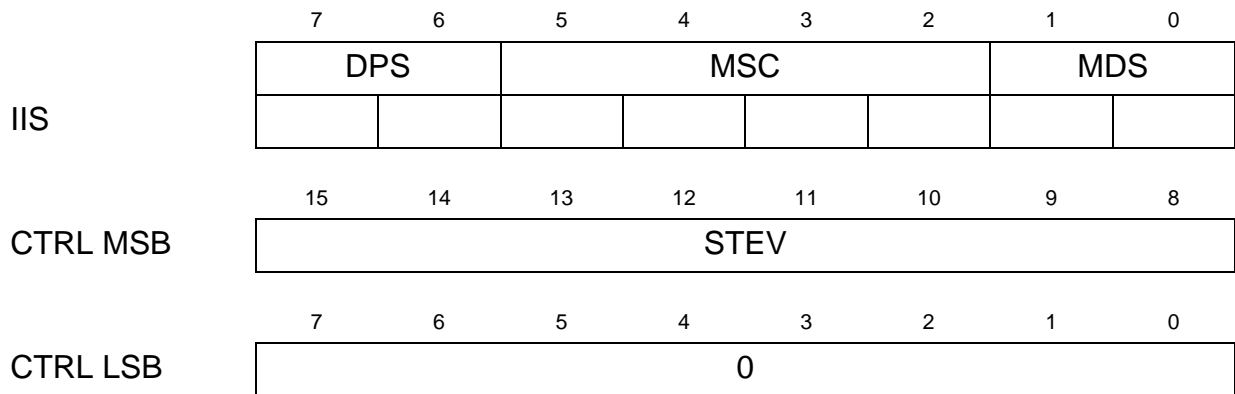 7 6 5 4 3 2 1 0
DPS MSC MDS
IIS
15 14 13 12 11 10 9 8
CTRL MSB STEV
7 6 5 4 3 2 1 0
CTRL LSB 0